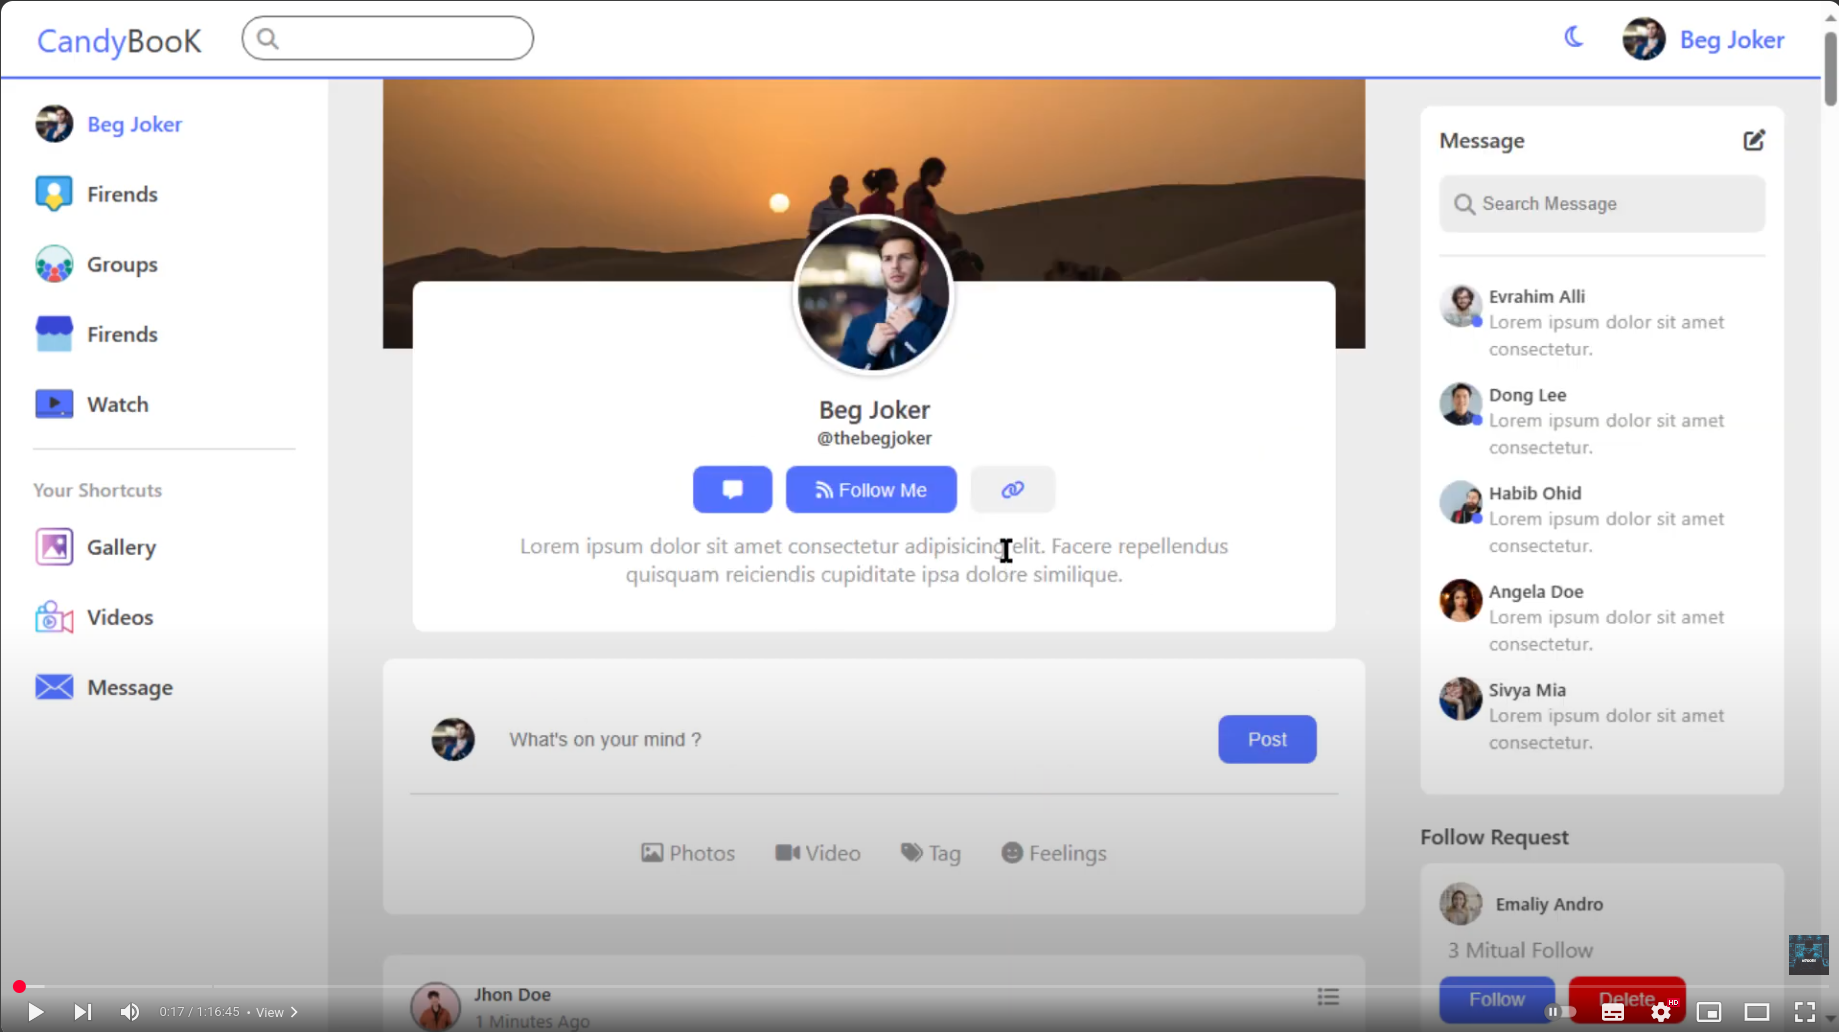 CandyBooK
Beg Joker
Beg Joker
Firends
Groups
Firends
Watch
Your Shortcuts
Gallery
Videos
Message
Beg Joker
@thebegjoker
Follow Me
Lorem ipsum dolor sit amet consectetur adipisicing elit. Facere repellendus
quisquam reiciendis cupiditate ipsa dolore similique.
What's on your mind ?
Post
Photos
Video
Tag
Feelings
Jhon Doe
1 Minutes Ago
Message
Search Message
Evrahim Alli
Lorem ipsum dolor sit amet
consectetur.
Dong Lee
Lorem ipsum dolor sit amet
consectetur.
Habib Ohid
Lorem ipsum dolor sit amet
consectetur.
Angela Doe
Lorem ipsum dolor sit amet
consectetur.
Sivya Mia
Lorem ipsum dolor sit amet
consectetur.
Follow Request
Emaliy Andro
3 Mitual Follow
Follow
Delete
0:17 / 1:16:45 • View
HD